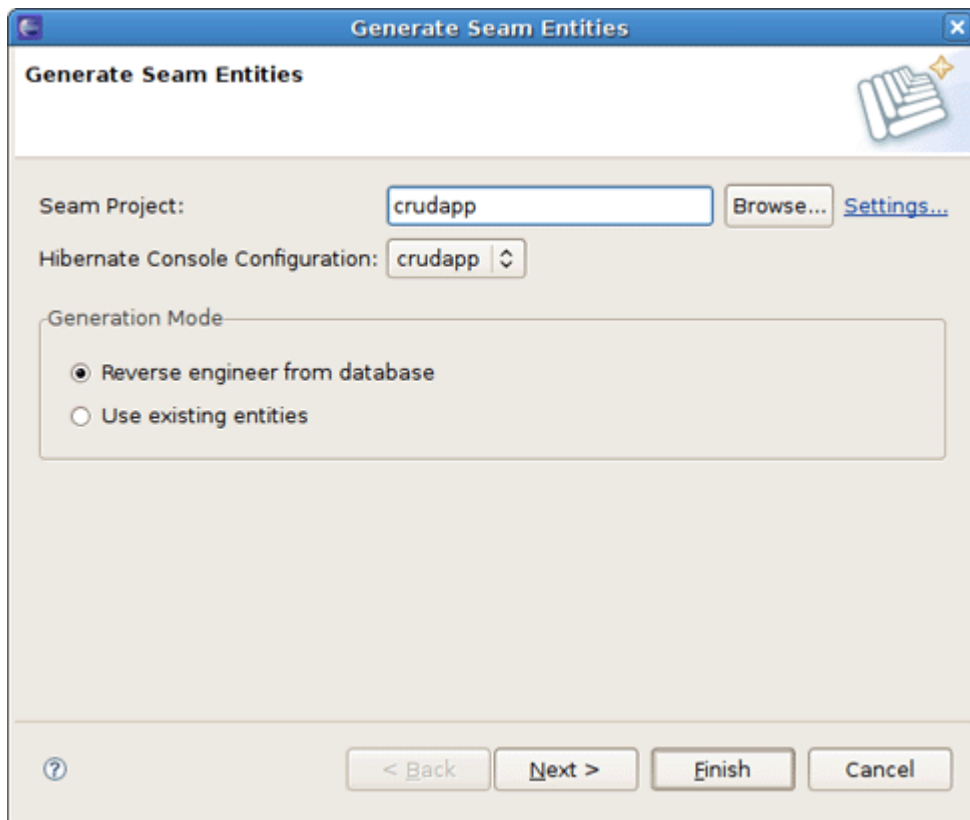 Generate Seam Entities
Generate Seam Entities
Seam Project: crudapp Browse... Settings...
Hibernate Console Configuration: crudapp
Generation Mode
Reverse engineer from database
Use existing entities
? < Back Next > Finish Cancel